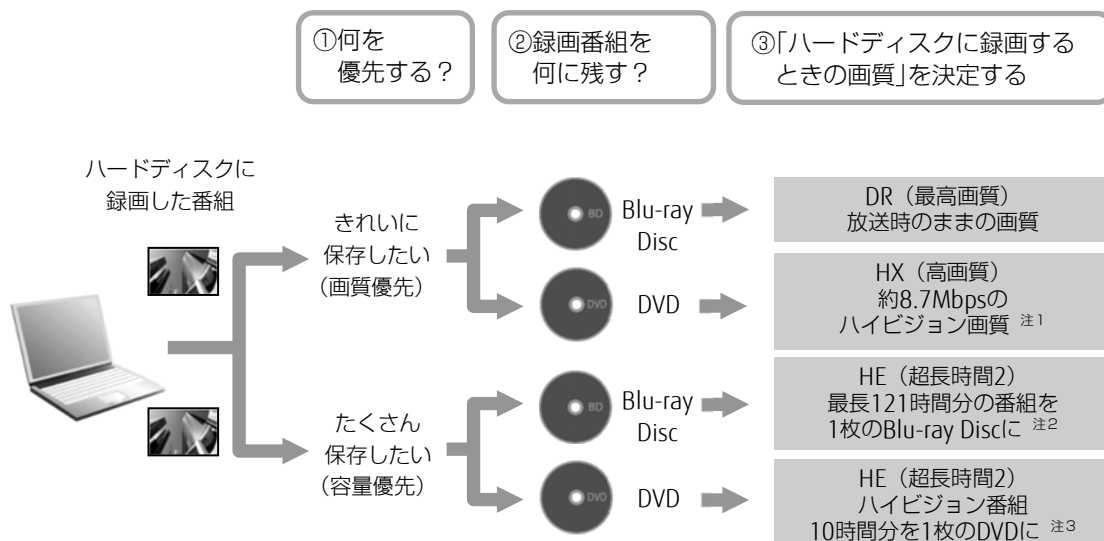 ①何を
優先する？
②録画番組を
何に残す？
③「ハードディスクに録画する
ときの画質」を決定する
ハードディスクに
録画した番組
きれいに
保存したい
（画質優先）
BD
Blu-ray
Disc
DR（最高画質）
放送時のままの画質
DVD
DVD
HX（高画質）
約8.7Mbpsの
ハイビジョン画質 注1
たくさん
保存したい
（容量優先）
BD
Blu-ray
Disc
HE（超長時間2）
最長121時間分の番組を
1枚のBlu-ray Discに 注2
DVD
DVD
HE（超長時間2）
ハイビジョン番組
10時間分を1枚のDVDに 注3